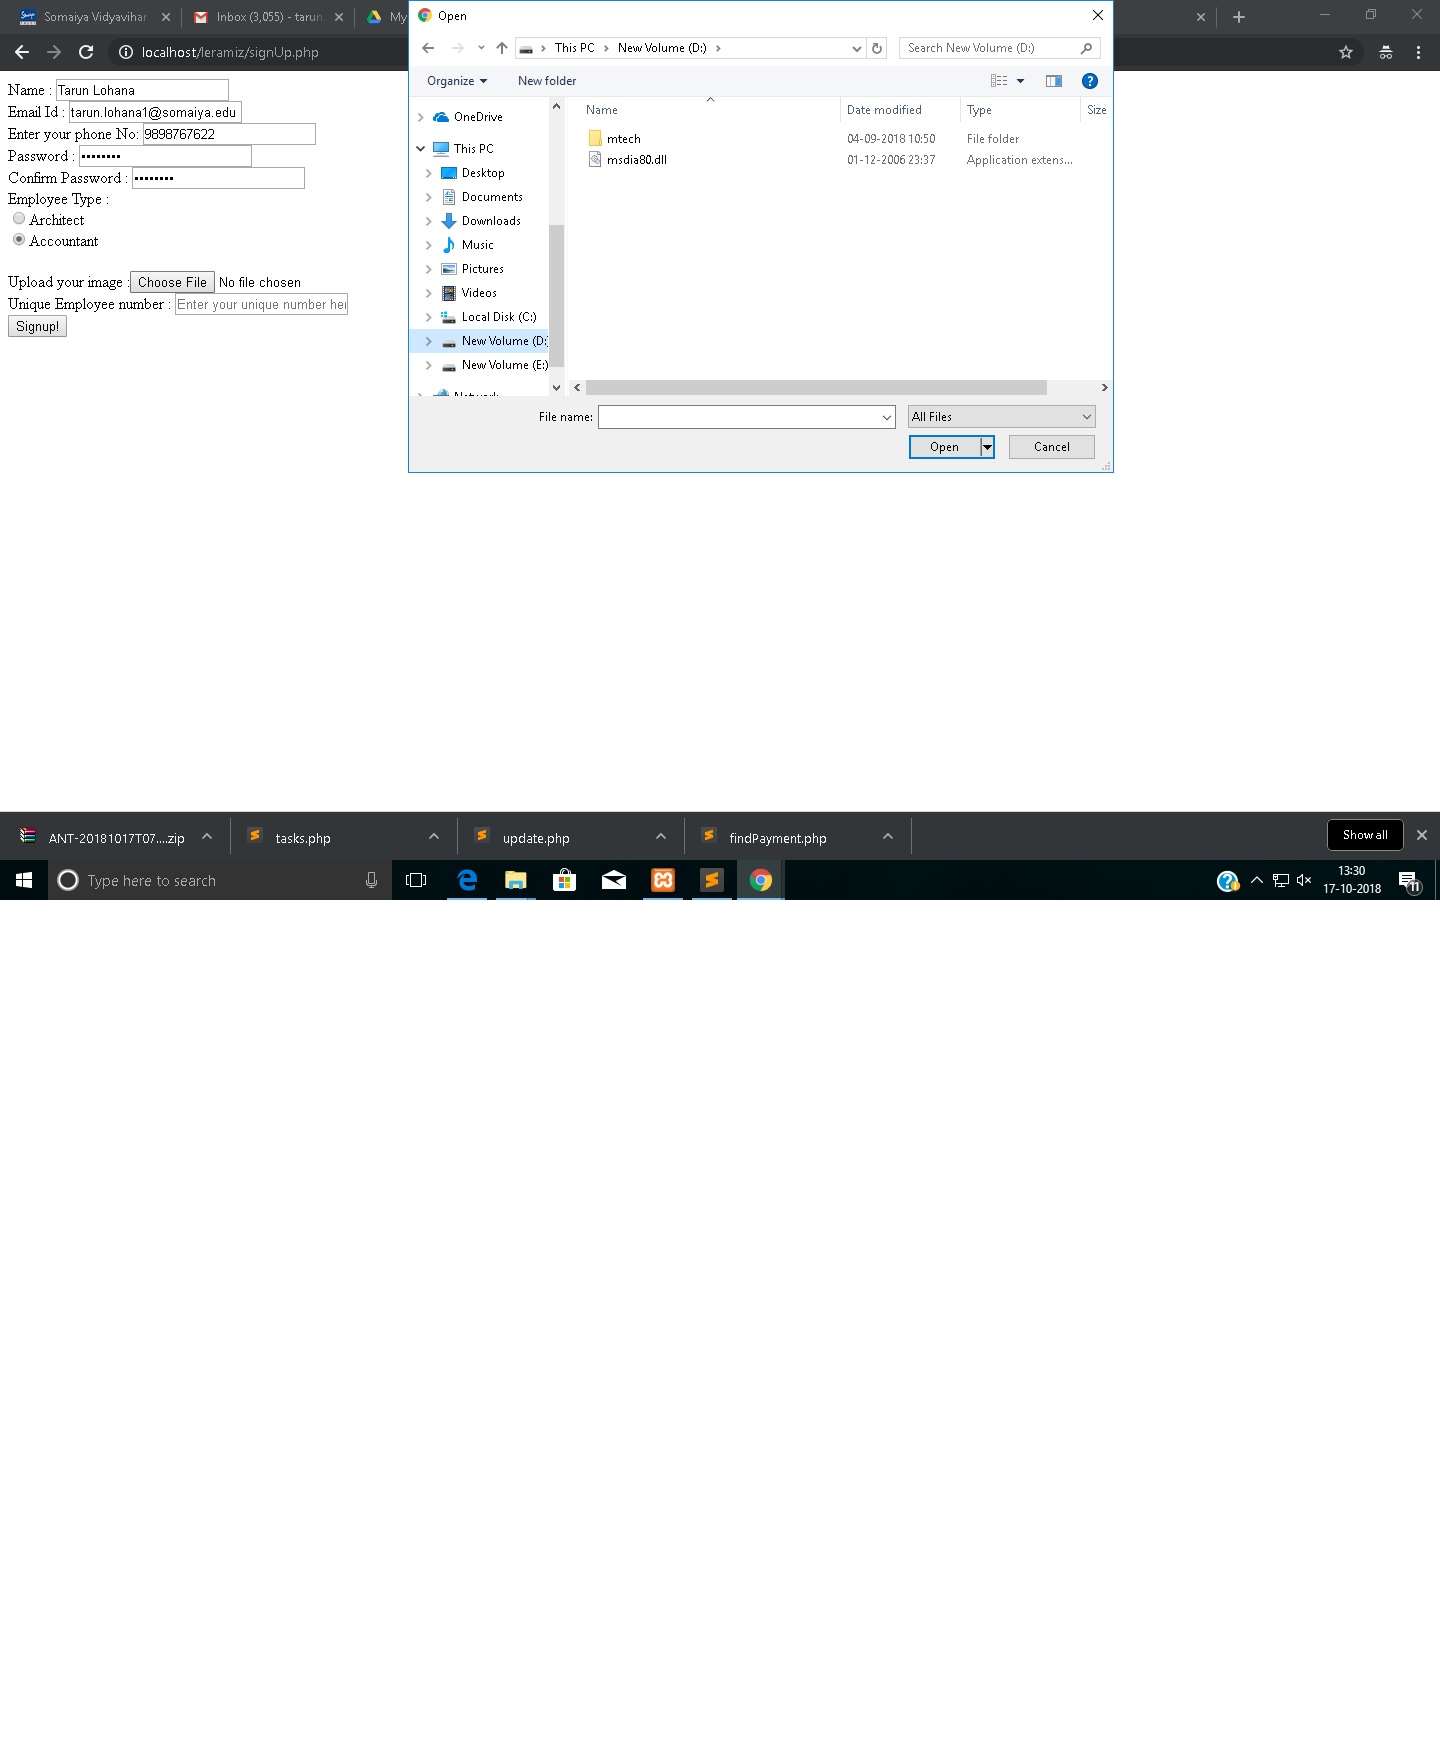 Somaiya Vidyavihar
Inbox (3,055) - tarun
My
localhost/leramiz/signUp.php
Name : Tarun Lohana
Email Id : tarun.lohana1@somaiya.edu
Enter your phone No: 9898767622
Password : ••••••••
Confirm Password : ••••••••
Employee Type :
Architect
Accountant
Upload your image : Choose File No file chosen
Unique Employee number : Enter your unique number her
Signup!
Open
This PC > New Volume (D:) >
Search New Volume (D:)
Organize New folder
Name Date modified Type Size
mtech 04-09-2018 10:50 File folder
msdia80.dll 01-12-2006 23:37 Application extens...
OneDrive
This PC
Desktop
Documents
Downloads
Music
Pictures
Videos
Local Disk (C:)
New Volume (D:)
New Volume (E:)
Network
File name: All Files
Open Cancel
ANT-20181017T07....zip tasks.php update.php findPayment.php Show all
Type here to search
13:30
17-10-2018
11